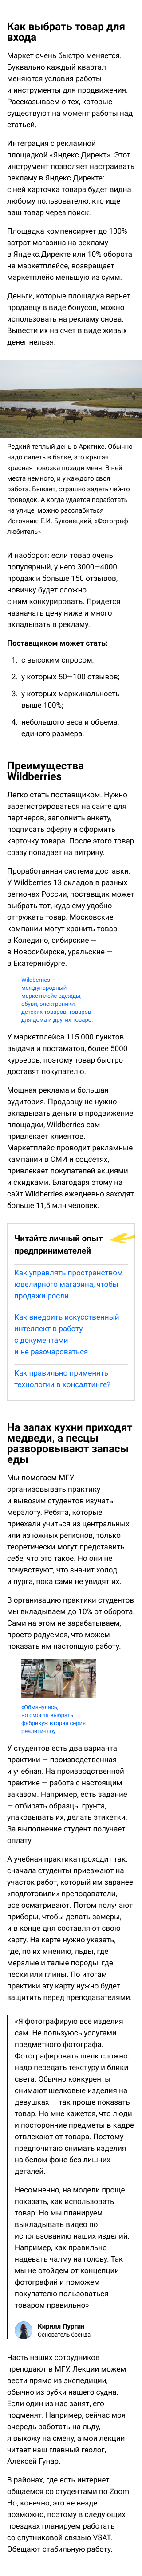 Как выбрать товар для
входа
Маркет очень быстро меняется.
Буквально каждый квартал
меняются условия работы
и инструменты для продвижения.
Рассказываем о тех, которые
существуют на момент работы над
статьей.
Интеграция с рекламной
площадкой «Яндекс.Директ». Этот
инструмент позволяет настраивать
рекламу в Яндекс.Директе:
с ней карточка товара будет видна
любому пользователю, кто ищет
ваш товар через поиск.
Площадка компенсирует до 100%
затрат магазина на рекламу
в Яндекс.Директе или 10% оборота
на маркетплейсе, возвращает
маркетплейс меньшую из сумм.
Деньги, которые площадка вернет
продавцу в виде бонусов, можно
использовать на рекламу снова.
Вывести их на счет в виде живых
денег нельзя.
Редкий теплый день в Арктике. Обычно
надо сидеть в балке́, это крытая
красная повозка позади меня. В ней
места немного, и у каждого своя
работа. Бывает, страшно задеть чей-то
проводок. А когда удается поработать
на улице, можно расслабиться
Источник: Е.И. Буковецкий, «Фотограф-
любитель»
И наоборот: если товар очень
популярный, у него 3000—4000
продаж и больше 150 отзывов,
новичку будет сложно
с ним конкурировать. Придется
назначать цену ниже и много
вкладывать в рекламу.
Поставщиком может стать:
1. с высоким спросом;
2. у которых 50—100 отзывов;
3. у которых маржинальность
выше 100%;
4. небольшого веса и объема,
единого размера.
Преимущества
Wildberries
Легко стать поставщиком. Нужно
зарегистрироваться на сайте для
партнеров, заполнить анкету,
подписать оферту и оформить
карточку товара. После этого товар
сразу попадает на витрину.
Проработанная система доставки.
У Wildberries 13 складов в разных
регионах России, поставщик может
выбрать тот, куда ему удобно
отгружать товар. Московские
компании могут хранить товар
в Коледино, сибирские —
в Новосибирске, уральские —
в Екатеринбурге.
Wildberries —
международный
маркетплейс одежды,
обуви, электроники,
детских товаров, товаров
для дома и других товаров.
У маркетплейса 115 000 пунктов
выдачи и постаматов, более 5000
курьеров, поэтому товар быстро
доставят покупателю.
Мощная реклама и большая
аудитория. Продавцу не нужно
вкладывать деньги в продвижение
площадки, Wildberries сам
привлекает клиентов.
Маркетплейс проводит рекламные
кампании в СМИ и соцсетях,
привлекает покупателей акциями
и скидками. Благодаря этому на
сайт Wildberries ежедневно заходят
больше 11,5 млн человек.
Читайте личный опыт
предпринимателей
Как управлять пространством
ювелирного магазина, чтобы
продажи росли
Как внедрить искусственный
интеллект в работу
с документами
и не разочароваться
Как правильно применять
технологии в консалтинге?
На запах кухни приходят
медведи, а песцы
разворовывают запасы
еды
Мы помогаем МГУ
организовывать практику
и вывозим студентов изучать
мерзлоту. Ребята, которые
приехали учиться из центральных
или из южных регионов, только
теоретически могут представить
себе, что это такое. Но они не
почувствуют, что значит холод
и пурга, пока сами не увидят их.
В организацию практики студентов
мы вкладываем до 10% от оборота.
Сами на этом не зарабатываем,
просто радуемся, что можем
показать им настоящую работу.
«Обманулась,
но смогла выбрать
фабрику»: вторая серия
реалити-шоу
У студентов есть два варианта
практики — производственная
и учебная. На производственной
практике — работа с настоящим
заказом. Например, есть задание
— отбирать образцы грунта,
упаковывать их, делать этикетки.
За выполнение студент получает
оплату.
А учебная практика проходит так:
сначала студенты приезжают на
участок работ, который им заранее
«подготовили» преподаватели,
все осматривают. Потом получают
приборы, чтобы делать замеры,
и в конце дня составляют свою
карту. На карте нужно указать,
где, по их мнению, льды, где
мерзлые и талые породы, где
пески или глины. По итогам
практики эту карту нужно будет
защитить перед преподавателями.
«Я фотографирую все изделия
сам. Не пользуюсь услугами
предметного фотографа.
Фотографировать шелк сложно:
надо передать текстуру и блики
света. Обычно конкуренты
снимают шелковые изделия на
девушках — так проще показать
товар. Но мне кажется, что люди
и посторонние предметы в кадре
отвлекают от товара. Поэтому
предпочитаю снимать изделия
на белом фоне без лишних
деталей.
Несомненно, на модели проще
показать, как использовать
товар. Но мы планируем
выкладывать видео по
использованию наших изделий.
Например, как правильно
надевать чалму на голову. Так
мы не отойдем от концепции
фотографий и поможем
покупателю пользоваться
товаром правильно»
Кирилл Пургин
Основатель бренда
Часть наших сотрудников
преподают в МГУ. Лекции можем
вести прямо из экспедиции,
обычно из рубки нашего судна.
Если один из нас занят, его
подменят. Например, сейчас моя
очередь работать на льду,
я выхожу на смену, а мои лекции
читает наш главный геолог,
Алексей Гунар.
В районах, где есть интернет,
общаемся со студентами по Zoom.
Но, конечно, это не везде
возможно, поэтому в следующих
поездках планируем работать
со спутниковой связью VSAT.
Обещают стабильную работу.